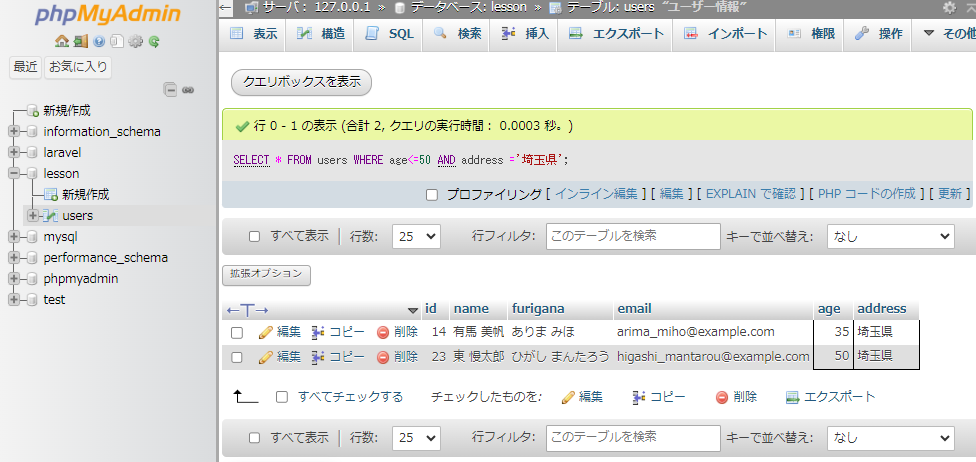 phpMyAdmin
最近 お気に入り
新規作成
information_schema
laravel
lesson
新規作成
users
mysql
performance_schema
phpmyadmin
test
サーバ: 127.0.0.1 » データベース: lesson » テーブル: users "ユーザー情報"
表示 構造 SQL 検索 挿入 エクスポート インポート 権限 操作 その他
クエリボックスを表示
行 0 - 1 の表示 (合計 2, クエリの実行時間: 0.0003 秒。)
SELECT * FROM users WHERE age<=50 AND address ='埼玉県';
プロファイリング [ インライン編集 ] [ 編集 ] [ EXPLAIN で確認 ] [ PHP コードの作成 ] [ 更新 ]
すべて表示 行数: 25 行フィルタ: このテーブルを検索 キーで並べ替え: なし
拡張オプション
←T→ id name furigana email age address
編集 コピー 削除 14 有馬 美帆 ありま みほ arima_miho@example.com 35 埼玉県
編集 コピー 削除 23 東 慢太郎 ひがし まんたろう higashi_mantarou@example.com 50 埼玉県
すべてチェックする チェックしたものを: 編集 コピー 削除 エクスポート
すべて表示 行数: 25 行フィルタ: このテーブルを検索 キーで並べ替え: なし